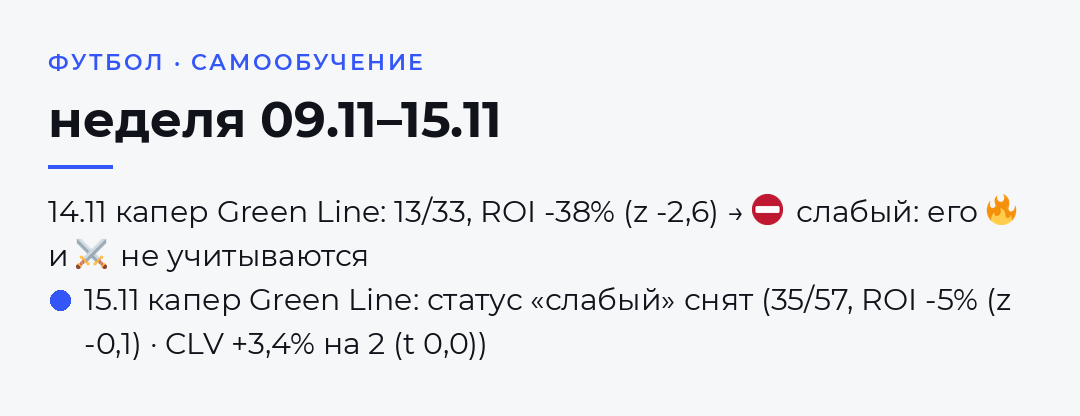 ФУТБОЛ · САМООБУЧЕНИЕ
неделя 09.11–15.11
14.11 капер Green Line: 13/33, ROI -38% (z -2,6) → ⛔ слабый: его 🔥
и ⚔️ не учитываются
🔵 15.11 капер Green Line: статус «слабый» снят (35/57, ROI -5% (z
-0,1) · CLV +3,4% на 2 (t 0,0))